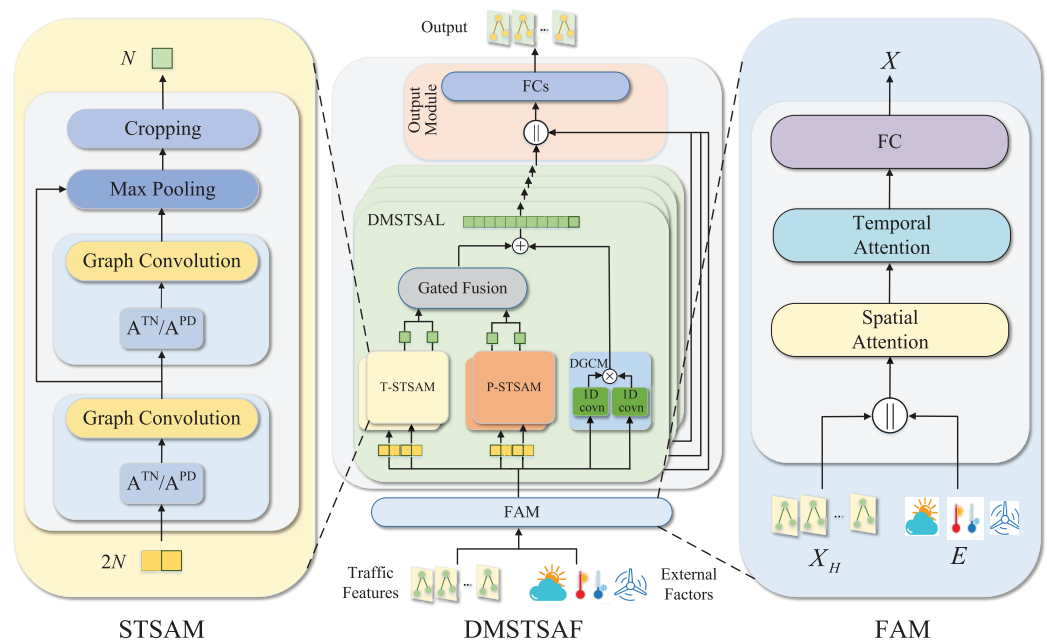 N
Cropping
Max Pooling
Graph Convolution
A^TN/A^PD
Graph Convolution
A^TN/A^PD
2N
STSAM
Output
FCs
Output
Module
||
DMSTSAL
+
Gated Fusion
T-STSAM
P-STSAM
DGCM
×
1D
covn
1D
covn
FAM
Traffic
Features
...
External
Factors
DMSTSAF
X
FC
Temporal
Attention
Spatial
Attention
||
...
X_H
E
FAM